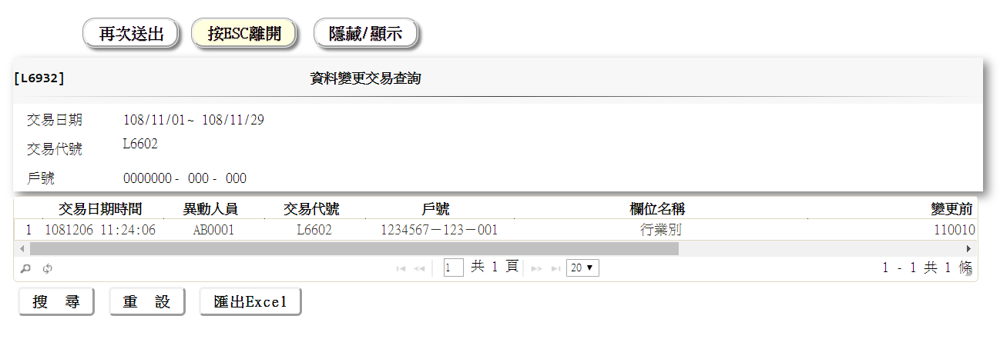 再次送出 按ESC離開 隱藏/顯示
[L6932] 資料變更交易查詢
交易日期 108/11/01~ 108/11/29
交易代號 L6602
戶號 0000000 - 000 - 000
交易日期時間 異動人員 交易代號 戶號 欄位名稱 變更前
1 1081206 11:24:06 AB0001 L6602 1234567－123－001 行業別 110010
1 共 1 頁 20 1 - 1 共 1 條
搜 尋 重 設 匯出Excel